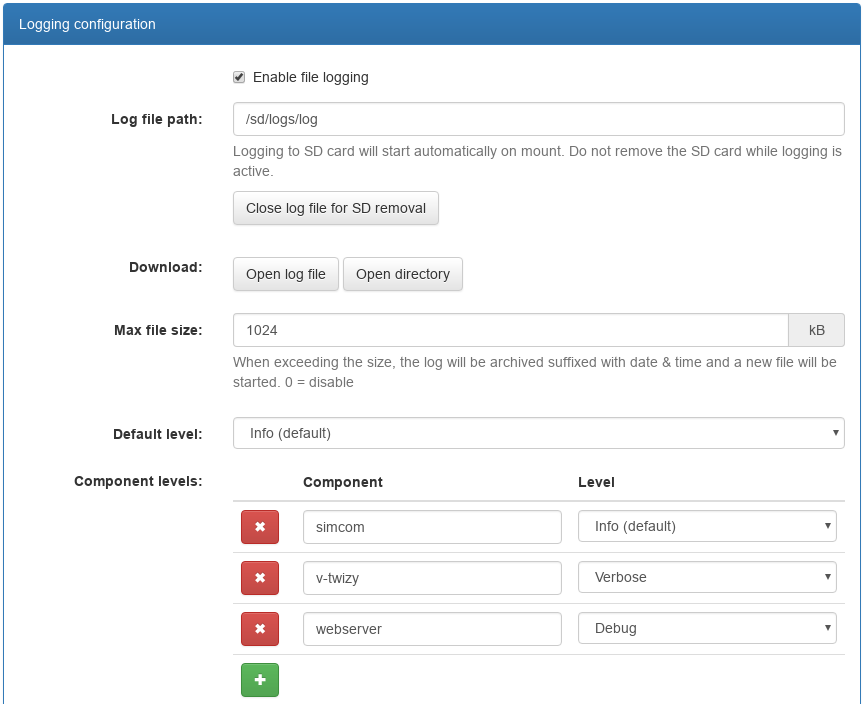 Logging configuration
Enable file logging
Log file path:
/sd/logs/log
Logging to SD card will start automatically on mount. Do not remove the SD card while logging is
active.
Close log file for SD removal
Download:
Open log file
Open directory
Max file size:
1024
kB
When exceeding the size, the log will be archived suffixed with date & time and a new file will be
started. 0 = disable
Default level:
Info (default)
Component levels:
Component
Level
simcom
Info (default)
v-twizy
Verbose
webserver
Debug